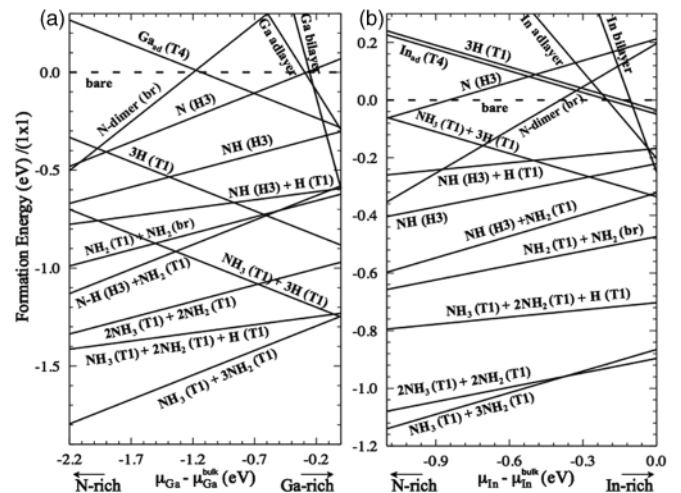 (a)
Ga_ad (T4)
Ga adlayer
Ga bilayer
0.0
bare
N-dimer (br)
N (H3)
NH (H3)
-0.5
3H (T1)
NH (H3) + H (T1)
NH₂ (T1) + NH₂ (br)
-1.0
N-H (H3) +NH₂ (T1)
NH₃ (T1) + 3H (T1)
2NH₃ (T1) + 2NH₂ (T1)
NH₃ (T1) + 2NH₂ (T1) + H (T1)
-1.5
NH₃ (T1) + 3NH₂ (T1)
Formation Energy (eV) /(1x1)
-2.2 -1.7 -1.2 -0.7 -0.2
N-rich μ_Ga - μ_Ga^bulk (eV) Ga-rich
(b)
0.2
3H (T1)
In adlayer
In bilayer
In_ad (T4)
N (H3)
0.0
bare
NH₃ (T1) + 3H (T1)
N-dimer (br)
-0.2
NH (H3) + H (T1)
NH (H3)
-0.4
NH (H3) +NH₂ (T1)
-0.6
NH₂ (T1) + NH₂ (br)
NH₃ (T1) + 2NH₂ (T1) + H (T1)
-0.8
-1.0
2NH₃ (T1) + 2NH₂ (T1)
NH₃ (T1) + 3NH₂ (T1)
-1.2
-0.9 -0.6 -0.3 0.0
N-rich μ_In - μ_In^bulk (eV) In-rich